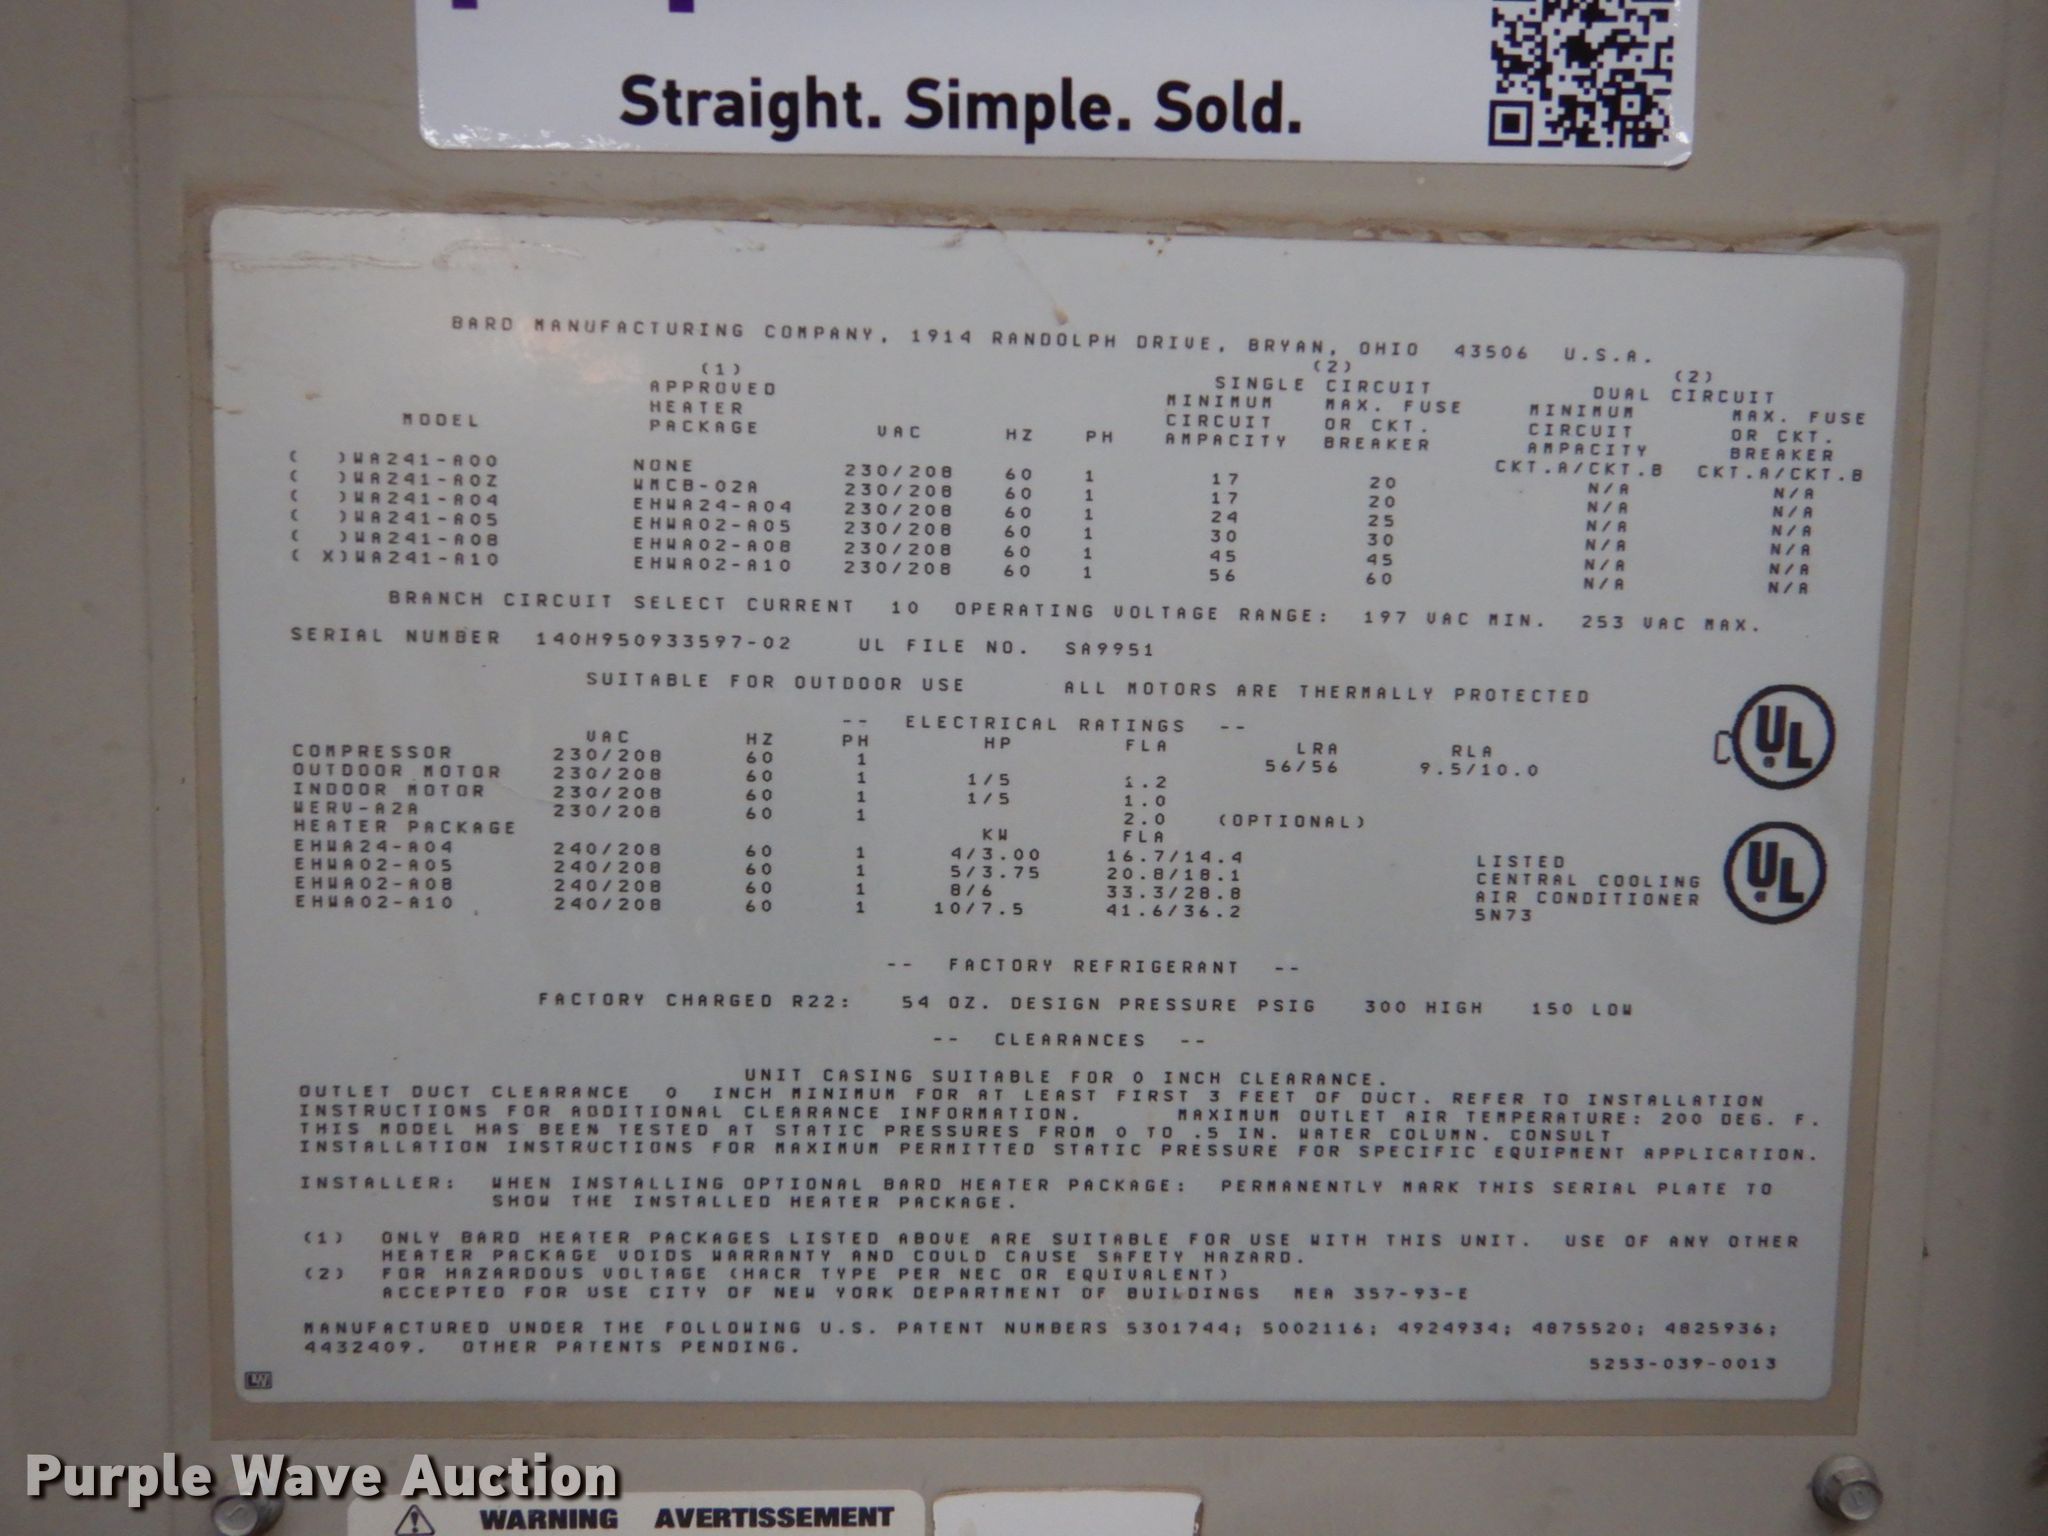 Straight. Simple. Sold.
BARD MANUFACTURING COMPANY, 1914 RANDOLPH DRIVE, BRYAN, OHIO 43506 U.S.A.
(1) (2) (2)
APPROVED SINGLE CIRCUIT DUAL CIRCUIT
HEATER MINIMUM MAX. FUSE MINIMUM MAX. FUSE
MODEL PACKAGE VAC HZ PH CIRCUIT OR CKT. CIRCUIT OR CKT.
AMPACITY BREAKER AMPACITY BREAKER
CKT.A/CKT.B CKT.A/CKT.B
( )WA241-A00 NONE 230/208 60 1 17 20 N/A N/A
( )WA241-A0Z WMCB-02A 230/208 60 1 17 20 N/A N/A
( )WA241-A04 EHWA24-A04 230/208 60 1 24 25 N/A N/A
( )WA241-A05 EHWA02-A05 230/208 60 1 30 30 N/A N/A
( )WA241-A08 EHWA02-A08 230/208 60 1 45 45 N/A N/A
( X)WA241-A10 EHWA02-A10 230/208 60 1 56 60 N/A N/A
BRANCH CIRCUIT SELECT CURRENT 10 OPERATING VOLTAGE RANGE: 197 VAC MIN. 253 VAC MAX.
SERIAL NUMBER 140H950933597-02 UL FILE NO. SA9951
SUITABLE FOR OUTDOOR USE ALL MOTORS ARE THERMALLY PROTECTED
-- ELECTRICAL RATINGS --
VAC HZ PH HP FLA LRA RLA
COMPRESSOR 230/208 60 1 56/56 9.5/10.0
OUTDOOR MOTOR 230/208 60 1 1/5 1.2
INDOOR MOTOR 230/208 60 1 1/5 1.0
WERV-A2A 230/208 60 1 2.0 (OPTIONAL)
HEATER PACKAGE KW FLA
EHWA24-A04 240/208 60 1 4/3.00 16.7/14.4
EHWA02-A05 240/208 60 1 5/3.75 20.8/18.1
EHWA02-A08 240/208 60 1 8/6 33.3/28.8
EHWA02-A10 240/208 60 1 10/7.5 41.6/36.2
C UL
UL
LISTED
CENTRAL COOLING
AIR CONDITIONER
5N73
-- FACTORY REFRIGERANT --
FACTORY CHARGED R22: 54 OZ. DESIGN PRESSURE PSIG 300 HIGH 150 LOW
-- CLEARANCES --
UNIT CASING SUITABLE FOR 0 INCH CLEARANCE.
OUTLET DUCT CLEARANCE 0 INCH MINIMUM FOR AT LEAST FIRST 3 FEET OF DUCT. REFER TO INSTALLATION
INSTRUCTIONS FOR ADDITIONAL CLEARANCE INFORMATION. MAXIMUM OUTLET AIR TEMPERATURE: 200 DEG. F.
THIS MODEL HAS BEEN TESTED AT STATIC PRESSURES FROM 0 TO .5 IN. WATER COLUMN. CONSULT
INSTALLATION INSTRUCTIONS FOR MAXIMUM PERMITTED STATIC PRESSURE FOR SPECIFIC EQUIPMENT APPLICATION.
INSTALLER: WHEN INSTALLING OPTIONAL BARD HEATER PACKAGE: PERMANENTLY MARK THIS SERIAL PLATE TO
SHOW THE INSTALLED HEATER PACKAGE.
(1) ONLY BARD HEATER PACKAGES LISTED ABOVE ARE SUITABLE FOR USE WITH THIS UNIT. USE OF ANY OTHER
HEATER PACKAGE VOIDS WARRANTY AND COULD CAUSE SAFETY HAZARD.
(2) FOR HAZARDOUS VOLTAGE (HACR TYPE PER NEC OR EQUIVALENT)
ACCEPTED FOR USE CITY OF NEW YORK DEPARTMENT OF BUILDINGS MEA 357-93-E
MANUFACTURED UNDER THE FOLLOWING U.S. PATENT NUMBERS 5301744; 5002116; 4924934; 4875520; 4825936;
4432409. OTHER PATENTS PENDING.
5253-039-0013
Purple Wave Auction
WARNING AVERTISSEMENT